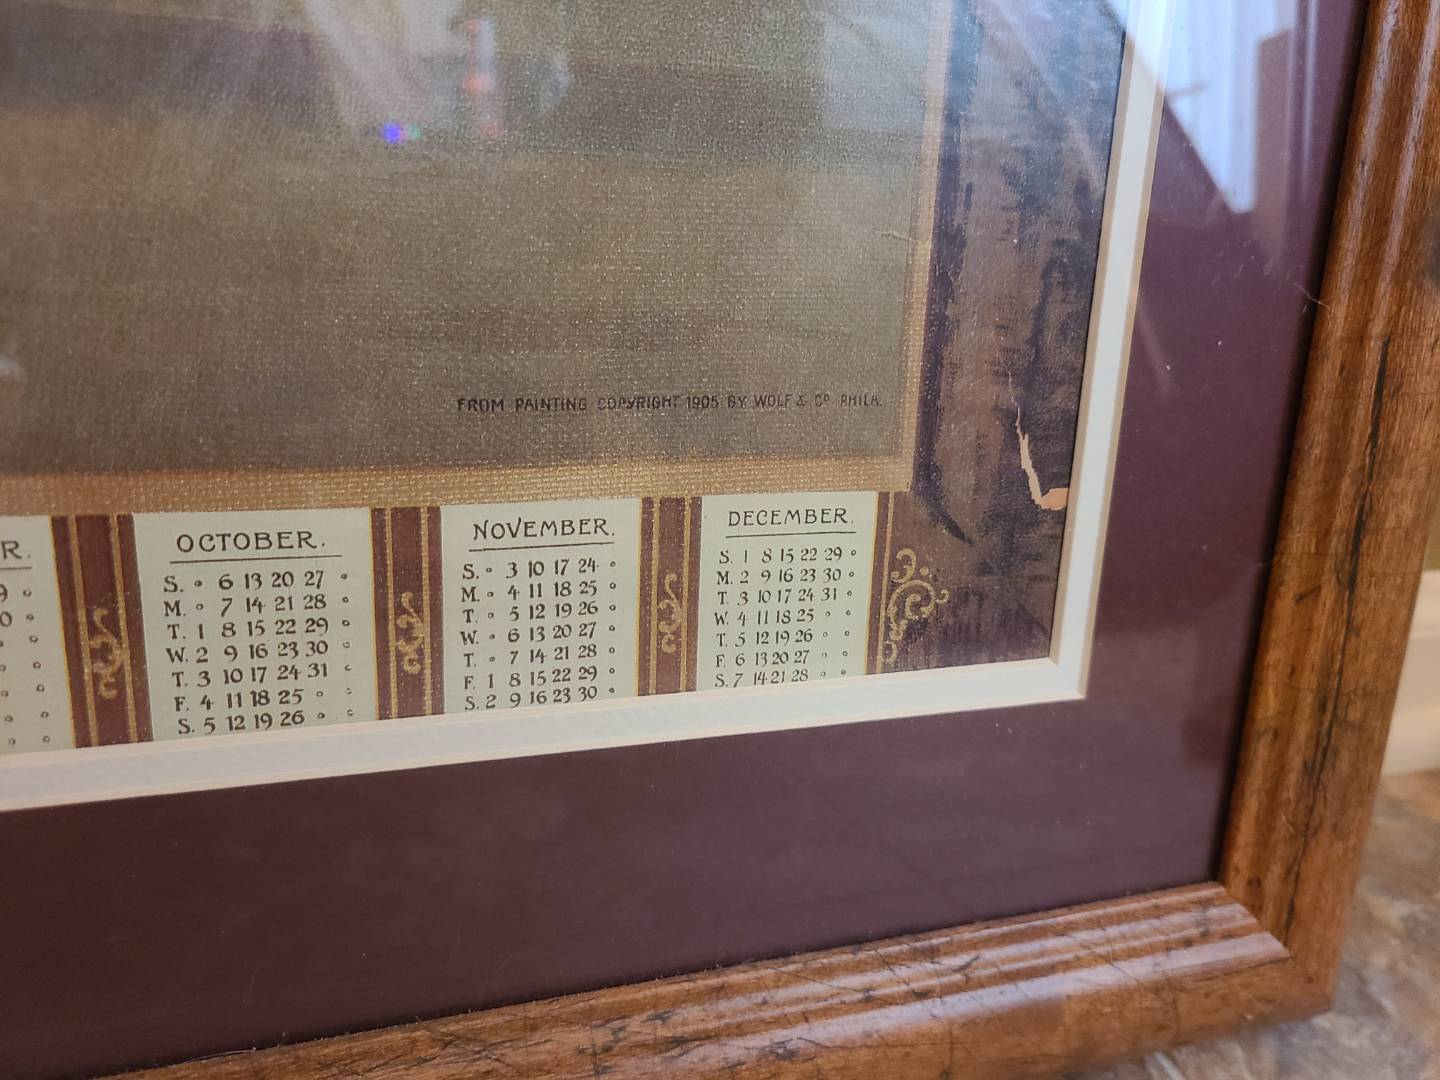 FROM PAINTING COPYRIGHT 1905 BY WOLF & Co PHILA.
R.
9 °
0 °
OCTOBER.
S. ° 6 13 20 27 °
M. ° 7 14 21 28 °
T. 1 8 15 22 29 °
W. 2 9 16 23 30 °
T. 3 10 17 24 31 °
F. 4 11 18 25 ° °
S. 5 12 19 26 ° °
NOVEMBER.
S. ° 3 10 17 24 °
M. ° 4 11 18 25 °
T. ° 5 12 19 26 °
W. ° 6 13 20 27 °
T. ° 7 14 21 28 °
F. 1 8 15 22 29 °
S. 2 9 16 23 30 °
DECEMBER.
S. 1 8 15 22 29 °
M. 2 9 16 23 30 °
T. 3 10 17 24 31 °
W. 4 11 18 25 ° °
T. 5 12 19 26 ° °
F. 6 13 20 27 ° °
S. 7 14 21 28 ° °